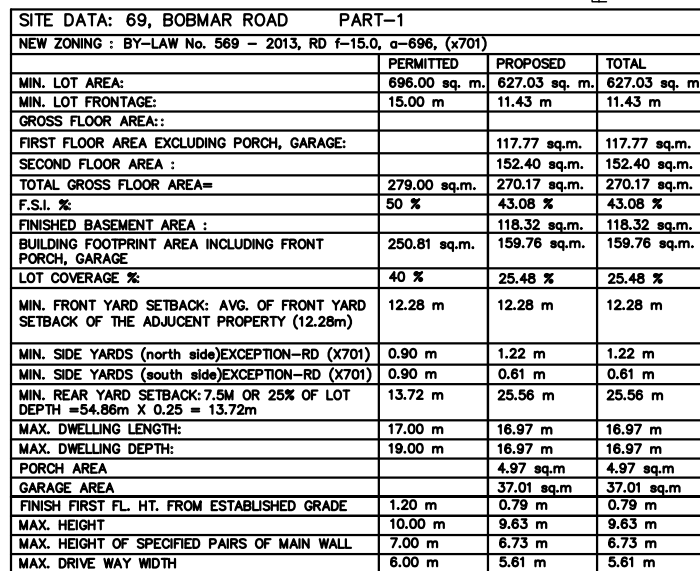 SITE DATA: 69, BOBMAR ROAD PART-1
NEW ZONING : BY-LAW No. 569 - 2013, RD f-15.0, a-696, (x701)
PERMITTED PROPOSED TOTAL
MIN. LOT AREA: 696.00 sq. m. 627.03 sq. m. 627.03 sq. m
MIN. LOT FRONTAGE: 15.00 m 11.43 m 11.43 m
GROSS FLOOR AREA::
FIRST FLOOR AREA EXCLUDING PORCH, GARAGE: 117.77 sq.m. 117.77 sq.m.
SECOND FLOOR AREA : 152.40 sq.m. 152.40 sq.m.
TOTAL GROSS FLOOR AREA= 279.00 sq.m. 270.17 sq.m. 270.17 sq.m.
F.S.I. %: 50 % 43.08 % 43.08 %
FINISHED BASEMENT AREA : 118.32 sq.m. 118.32 sq.m.
BUILDING FOOTPRINT AREA INCLUDING FRONT 250.81 sq.m. 159.76 sq.m. 159.76 sq.m.
PORCH, GARAGE
LOT COVERAGE %: 40 % 25.48 % 25.48 %
MIN. FRONT YARD SETBACK: AVG. OF FRONT YARD 12.28 m 12.28 m 12.28 m
SETBACK OF THE ADJUCENT PROPERTY (12.28m)
MIN. SIDE YARDS (north side)EXCEPTION-RD (X701) 0.90 m 1.22 m 1.22 m
MIN. SIDE YARDS (south side)EXCEPTION-RD (X701) 0.90 m 0.61 m 0.61 m
MIN. REAR YARD SETBACK: 7.5M OR 25% OF LOT 13.72 m 25.56 m 25.56 m
DEPTH =54.86m X 0.25 = 13.72m
MAX. DWELLING LENGTH: 17.00 m 16.97 m 16.97 m
MAX. DWELLING DEPTH: 19.00 m 16.97 m 16.97 m
PORCH AREA 4.97 sq.m 4.97 sq.m
GARAGE AREA 37.01 sq.m 37.01 sq.m
FINISH FIRST FL. HT. FROM ESTABLISHED GRADE 1.20 m 0.79 m 0.79 m
MAX. HEIGHT 10.00 m 9.63 m 9.63 m
MAX. HEIGHT OF SPECIFIED PAIRS OF MAIN WALL 7.00 m 6.73 m 6.73 m
MAX. DRIVE WAY WIDTH 6.00 m 5.61 m 5.61 m